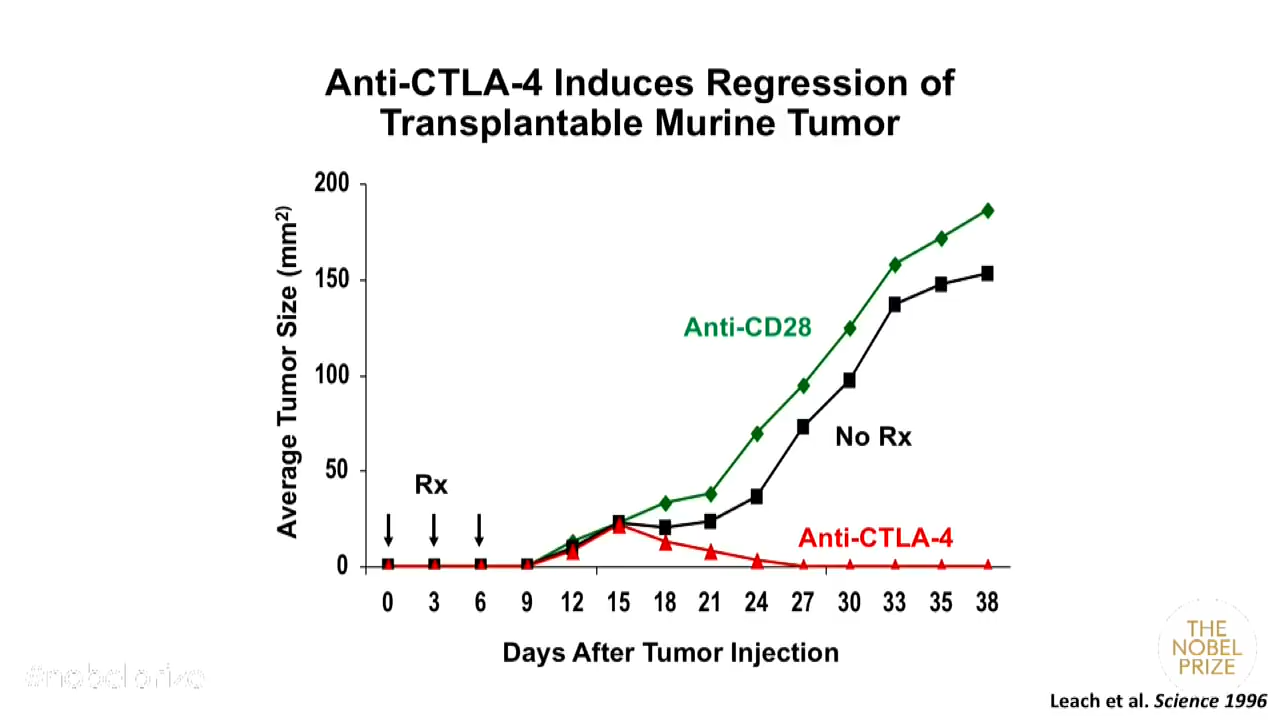 Anti-CTLA-4 Induces Regression of
Transplantable Murine Tumor
Average Tumor Size (mm²)
200
150
100
50
0
Rx
Anti-CD28
No Rx
Anti-CTLA-4
0 3 6 9 12 15 18 21 24 27 30 33 35 38
Days After Tumor Injection
THE
NOBEL
PRIZE
#nobelprize
Leach et al. Science 1996